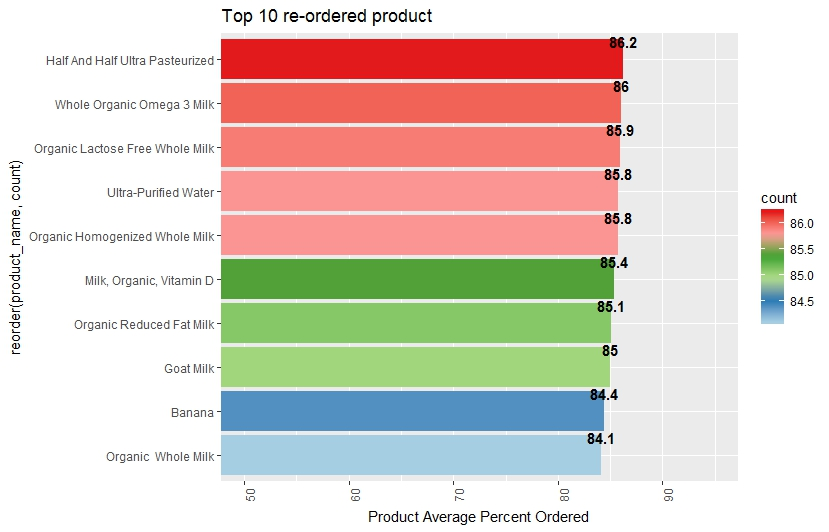 Top 10 re-ordered product
reorder(product_name, count)
Half And Half Ultra Pasteurized
86.2
Whole Organic Omega 3 Milk
86
Organic Lactose Free Whole Milk
85.9
Ultra-Purified Water
85.8
Organic Homogenized Whole Milk
85.8
Milk, Organic, Vitamin D
85.4
Organic Reduced Fat Milk
85.1
Goat Milk
85
Banana
84.4
Organic  Whole Milk
84.1
50
60
70
80
90
Product Average Percent Ordered
count
86.0
85.5
85.0
84.5